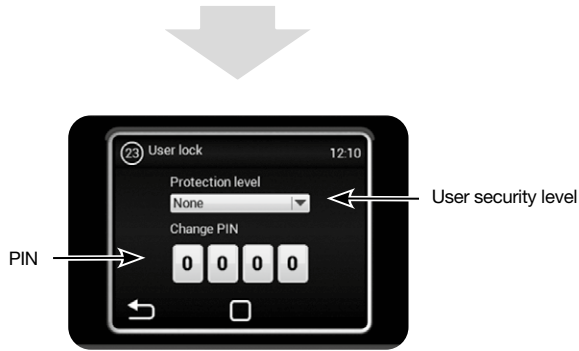 23 User lock 12:10
Protection level
None
User security level
Change PIN
PIN
0 0 0 0